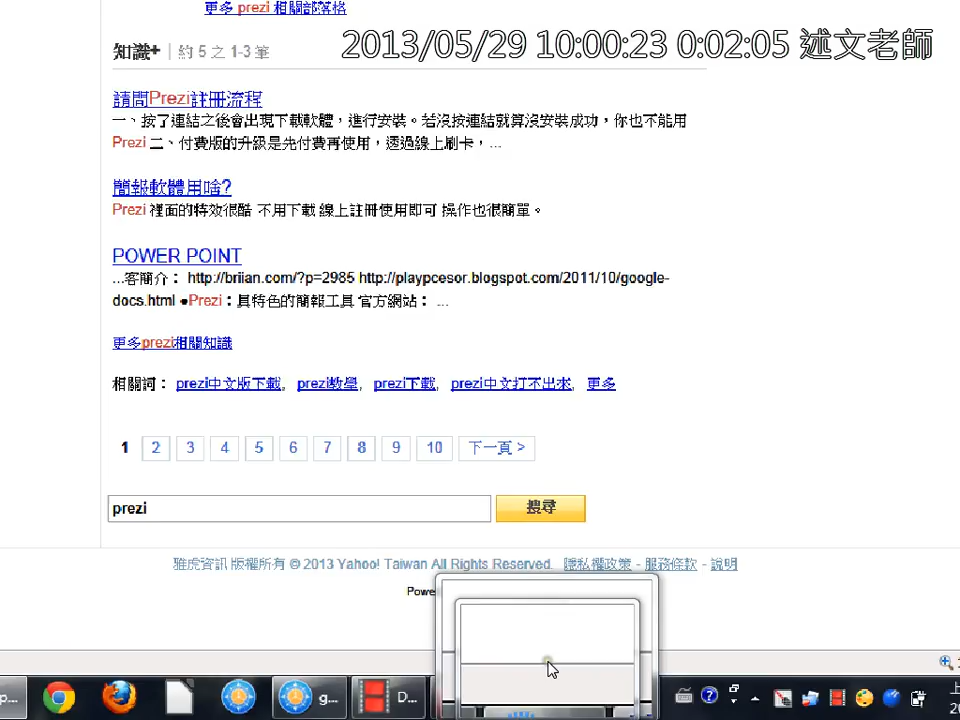 更多 prezi 相關部落格
知識+ | 約 5 之 1-3 筆
2013/05/29 10:00:23 0:02:05 述文老師
請問Prezi註冊流程
一、按了連結之後會出現下載軟體，進行安裝。若沒按連結就算沒安裝成功，你也不能用
Prezi 二、付費版的升級是先付費再使用，透過線上刷卡，...
簡報軟體用啥?
Prezi 裡面的特效很酷 不用下載 線上註冊使用即可 操作也很簡單。
POWER POINT
...客簡介： http://briian.com/?p=2985 http://playpcesor.blogspot.com/2011/10/google-
docs.html ●Prezi：具特色的簡報工具 官方網站： ...
更多prezi相關知識
相關詞： prezi中文版下載, prezi教學, prezi下載, prezi中文打不出來, 更多
1 2 3 4 5 6 7 8 9 10 下一頁 >
prezi 搜尋
雅虎資訊 版權所有 © 2013 Yahoo! Taiwan All Rights Reserved. 隱私權政策 - 服務條款 - 說明
Powe
p... g... D...